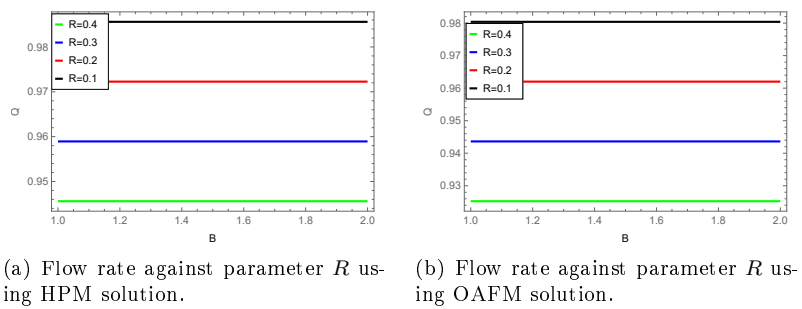 R=0.4
R=0.3
R=0.2
R=0.1
0.98
0.97
0.96
0.95
Q
1.0 1.2 1.4 1.6 1.8 2.0
B
(a) Flow rate against parameter R us-
ing HPM solution.
R=0.4
R=0.3
R=0.2
R=0.1
0.98
0.97
0.96
0.95
0.94
0.93
Q
1.0 1.2 1.4 1.6 1.8 2.0
B
(b) Flow rate against parameter R us-
ing OAFM solution.